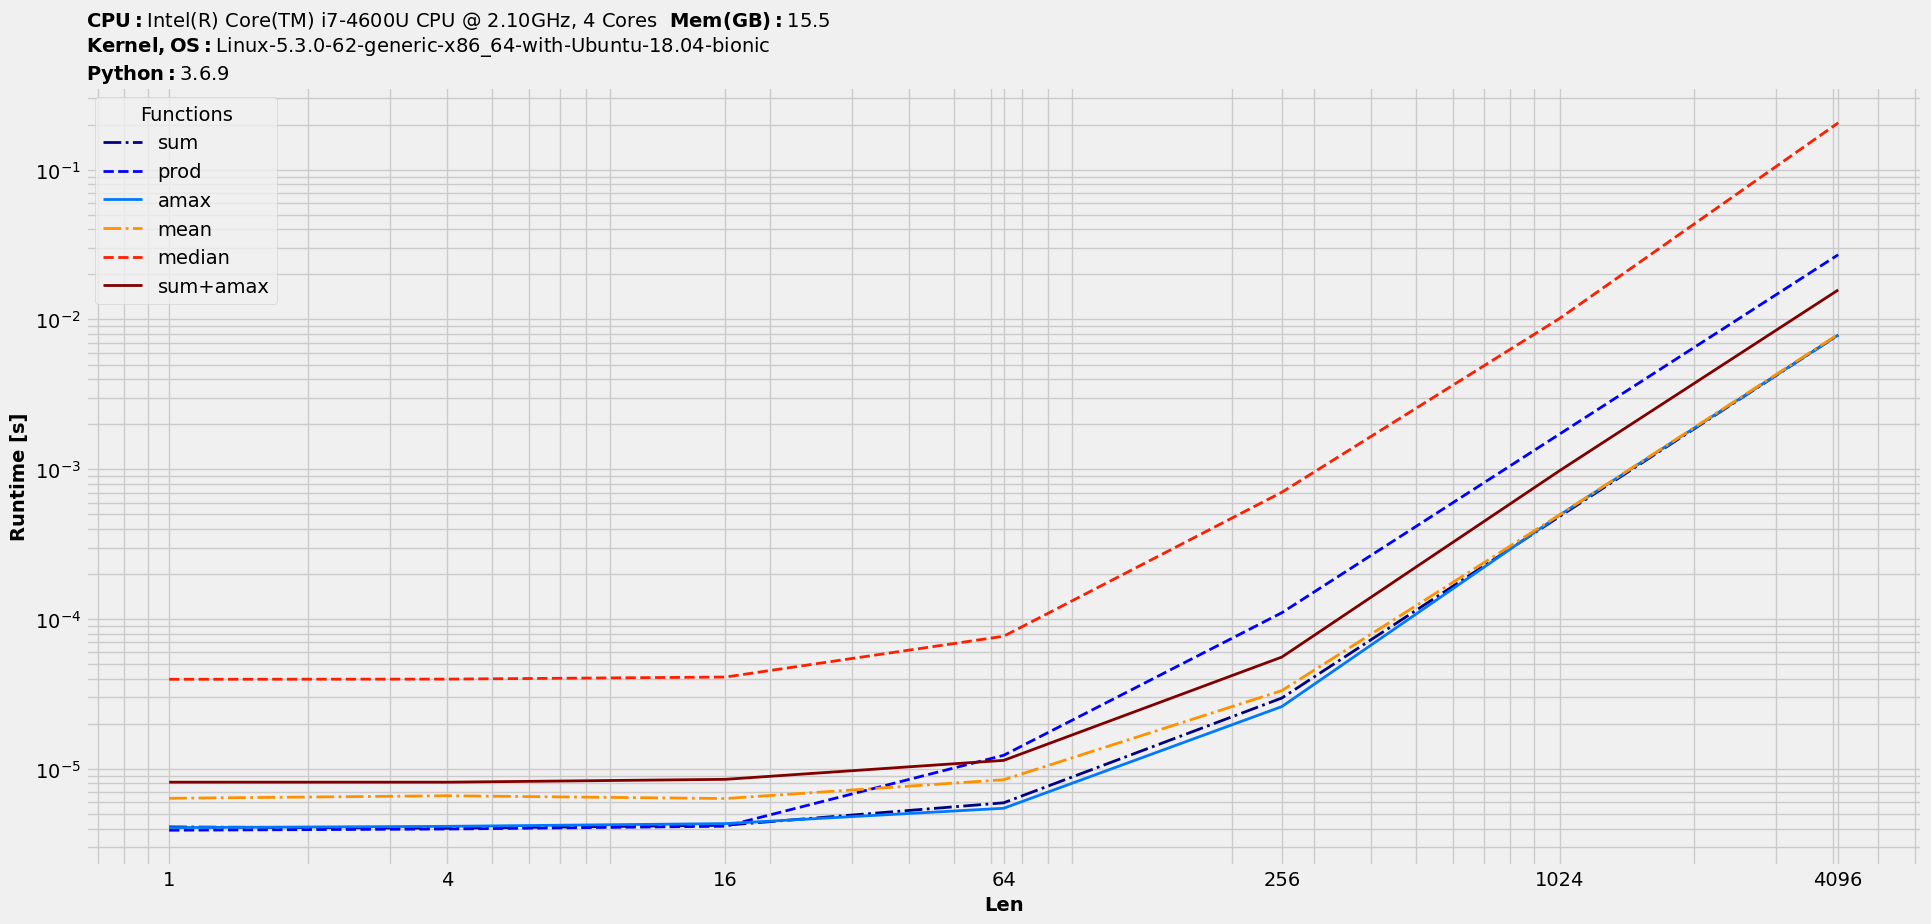 CPU: Intel(R) Core(TM) i7-4600U CPU @ 2.10GHz, 4 Cores  Mem(GB): 15.5
Kernel, OS: Linux-5.3.0-62-generic-x86_64-with-Ubuntu-18.04-bionic
Python: 3.6.9
Functions
sum
prod
amax
mean
median
sum+amax
10⁻¹
10⁻²
10⁻³
10⁻⁴
10⁻⁵
Runtime [s]
1 4 16 64 256 1024 4096
Len